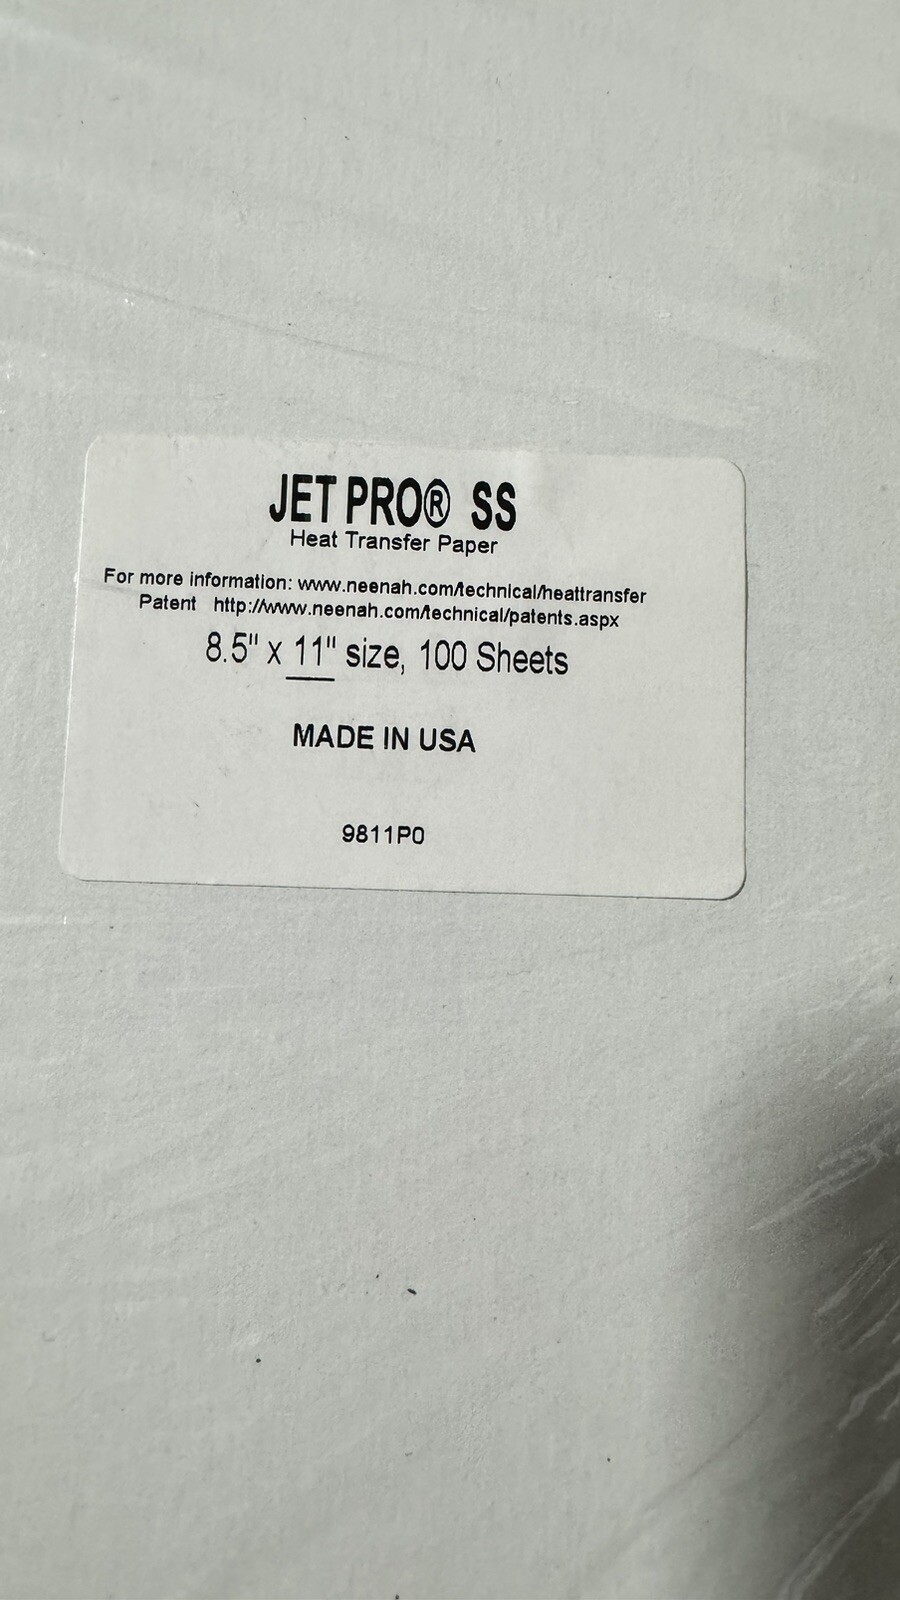 JET PRO® SS
Heat Transfer Paper
For more information: www.neenah.com/technical/heattransfer
Patent http://www.neenah.com/technical/patents.aspx
8.5" x 11" size, 100 Sheets
MADE IN USA
9811P0